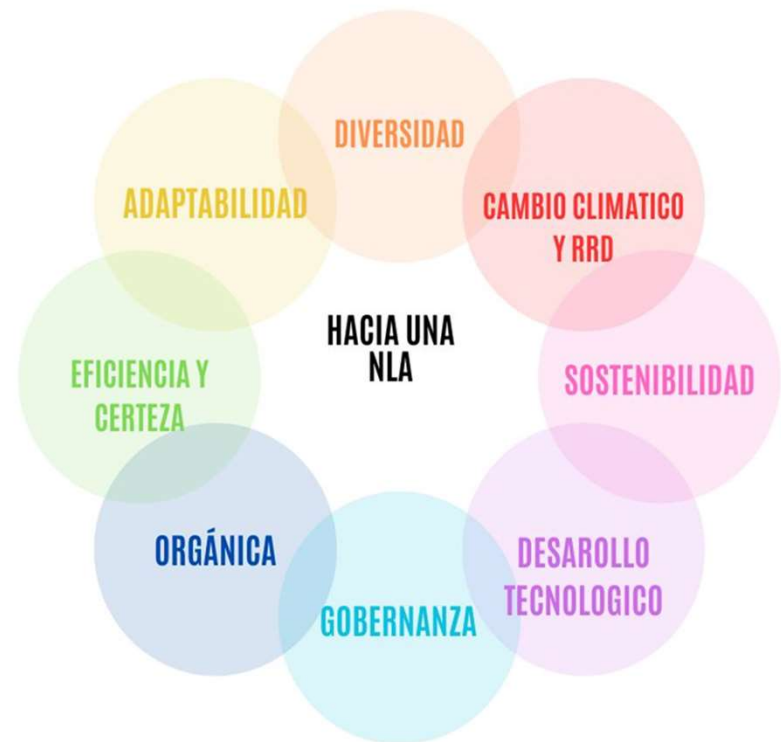 DIVERSIDAD
CAMBIO CLIMATICO
Y RRD
SOSTENIBILIDAD
DESAROLLO
TECNOLOGICO
GOBERNANZA
ORGÁNICA
EFICIENCIA Y
CERTEZA
ADAPTABILIDAD
HACIA UNA
NLA